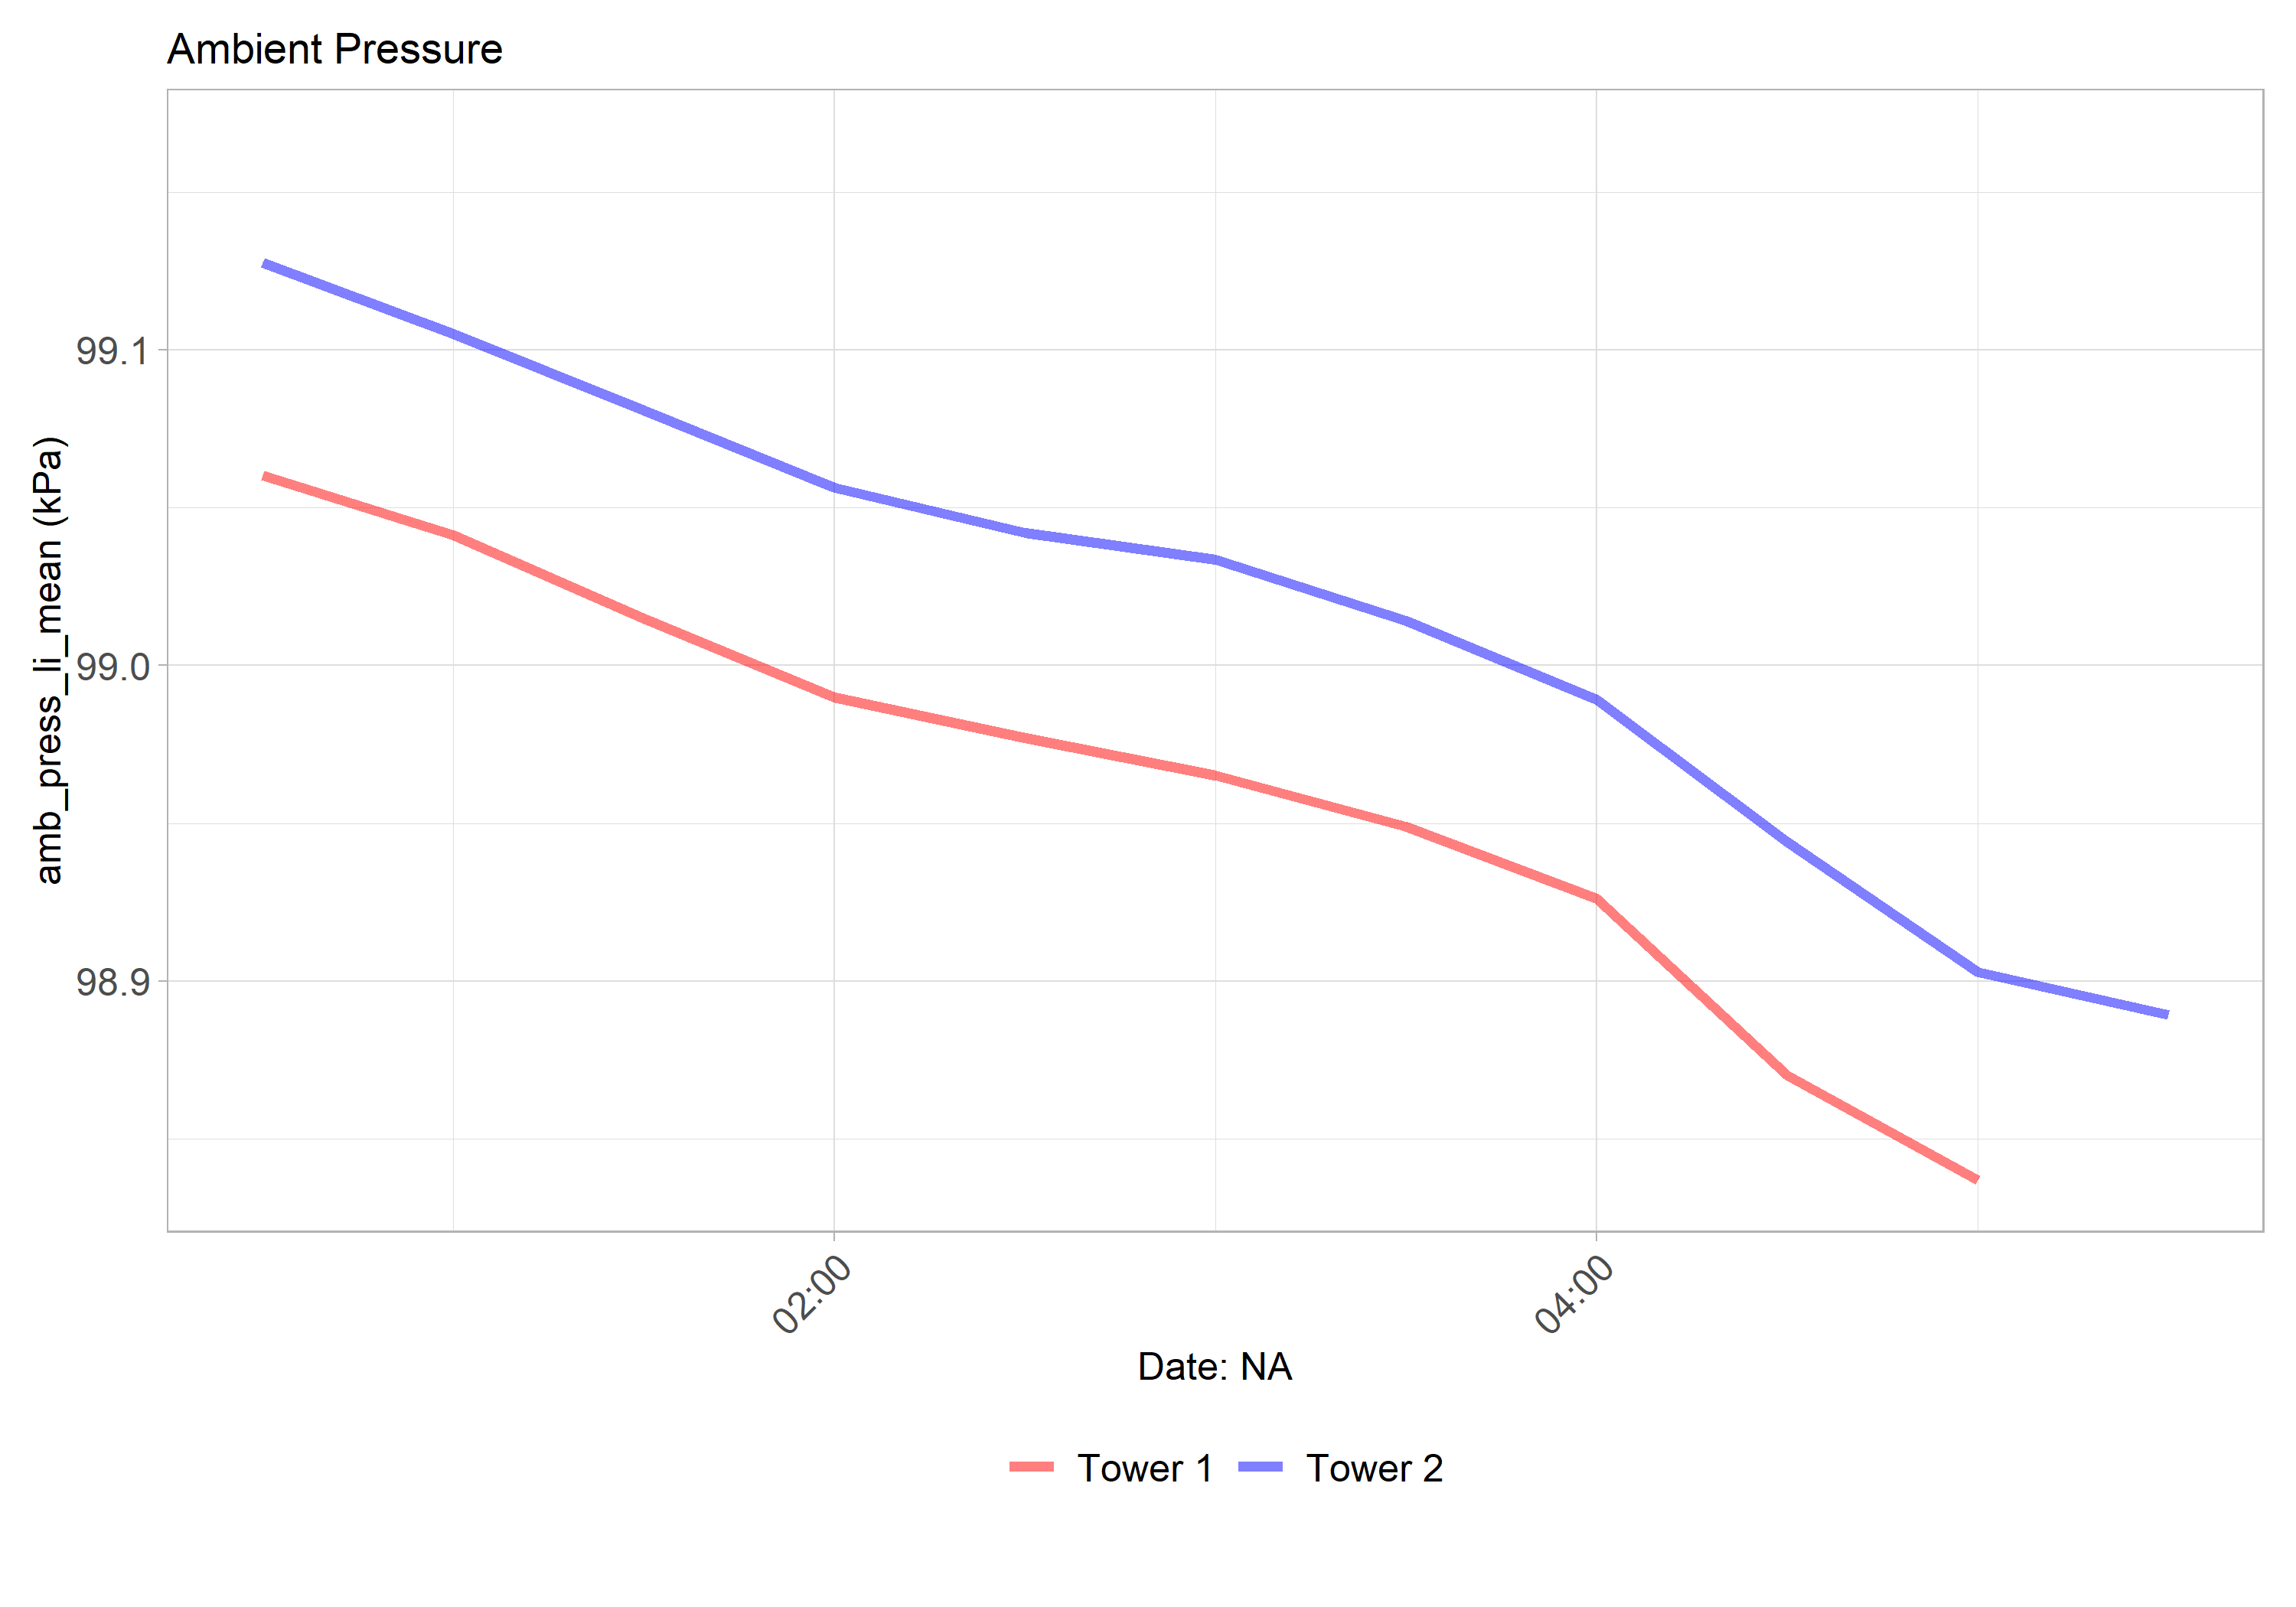 Ambient Pressure
amb_press_li_mean (kPa)
99.1
99.0
98.9
02:00
04:00
Date: NA
Tower 1
Tower 2